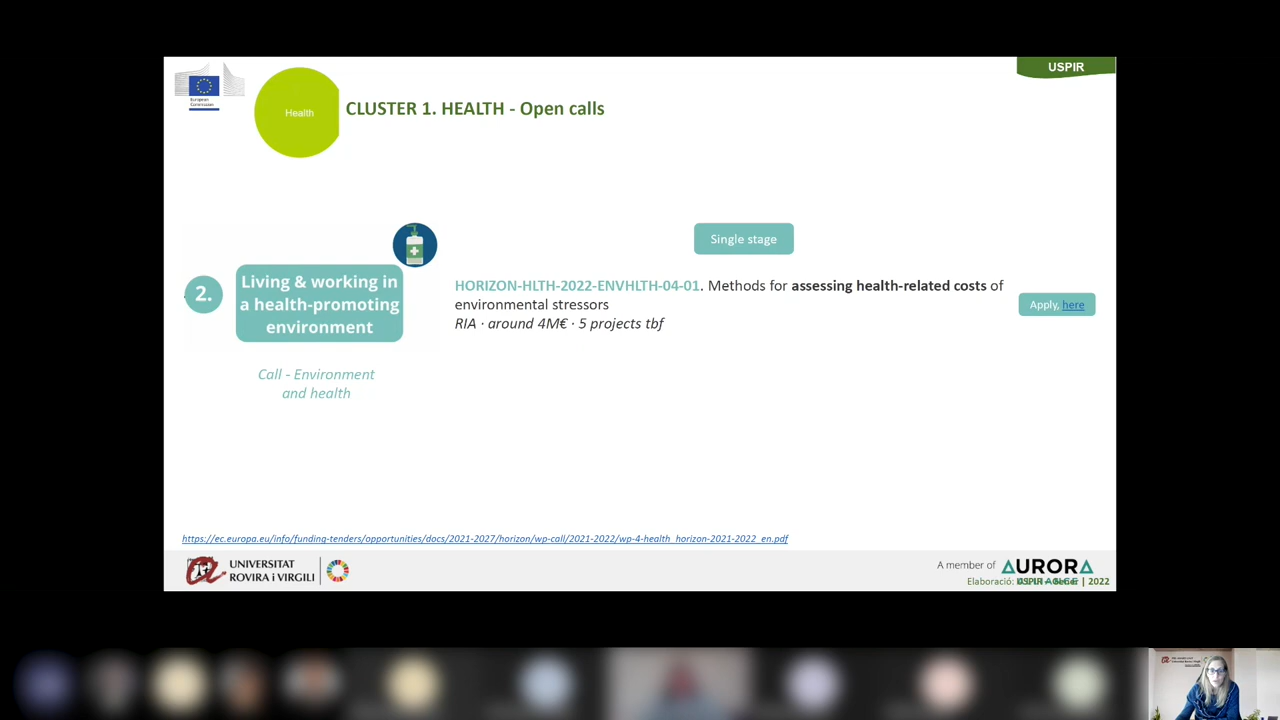 USPIR
European
Commission
Health
CLUSTER 1. HEALTH - Open calls
Single stage
2.
Living & working in
a health-promoting
environment
HORIZON-HLTH-2022-ENVHLTH-04-01. Methods for assessing health-related costs of
environmental stressors
RIA · around 4M€ · 5 projects tbf
Apply, here
Call - Environment
and health
https://ec.europa.eu/info/funding-tenders/opportunities/docs/2021-2027/horizon/wp-call/2021-2022/wp-4-health_horizon-2021-2022_en.pdf
UNIVERSITAT
ROVIRA i VIRGILI
A member of AURORA
Elaboració: | 2022